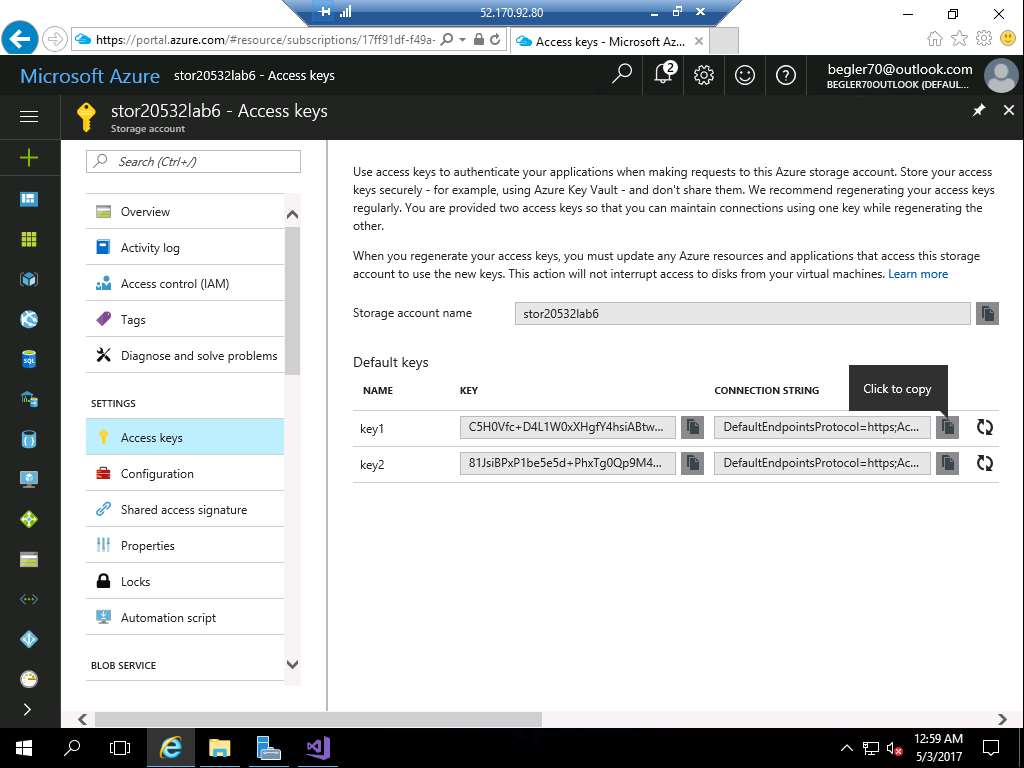 52.170.92.80
https://portal.azure.com/#resource/subscriptions/17ff91df-f49a-
Access keys - Microsoft Az...
Microsoft Azure
stor20532lab6 - Access keys
2
begler70@outlook.com
BEGLER70OUTLOOK (DEFAUL...
stor20532lab6 - Access keys
Storage account
Search (Ctrl+/)
Overview
Activity log
Access control (IAM)
Tags
Diagnose and solve problems
SETTINGS
Access keys
Configuration
Shared access signature
Properties
Locks
Automation script
BLOB SERVICE
Use access keys to authenticate your applications when making requests to this Azure storage account. Store your access
keys securely - for example, using Azure Key Vault - and don't share them. We recommend regenerating your access keys
regularly. You are provided two access keys so that you can maintain connections using one key while regenerating the
other.
When you regenerate your access keys, you must update any Azure resources and applications that access this storage
account to use the new keys. This action will not interrupt access to disks from your virtual machines. Learn more
Storage account name
stor20532lab6
Default keys
Click to copy
NAME
KEY
CONNECTION STRING
key1
C5H0Vfc+D4L1W0xXHgfY4hsiABtw...
DefaultEndpointsProtocol=https;Ac...
key2
81JsiBPxP1be5e5d+PhxTg0Qp9M4...
DefaultEndpointsProtocol=https;Ac...
SQL
12:59 AM
5/3/2017